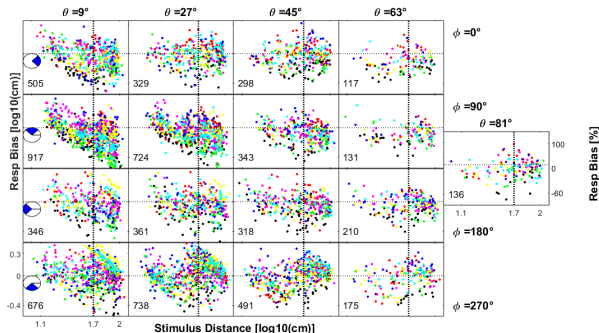 θ =9° θ =27° θ =45° θ =63°
ϕ =0°
505 329 298 117
ϕ =90°
θ =81°
917 724 343 131
100
0
-60
136
1.1 1.7 2
346 361 318 210
ϕ =180°
0.3
0
-0.4
676 738 491 175
ϕ =270°
1.1 1.7 2
Stimulus Distance [log10(cm)]
Resp Bias [log10(cm)]
Resp Bias [%]